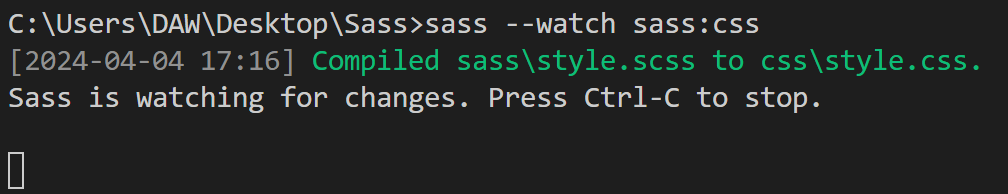 C:\Users\DAW\Desktop\Sass>sass --watch sass:css
[2024-04-04 17:16] Compiled sass\style.scss to css\style.css.
Sass is watching for changes. Press Ctrl-C to stop.